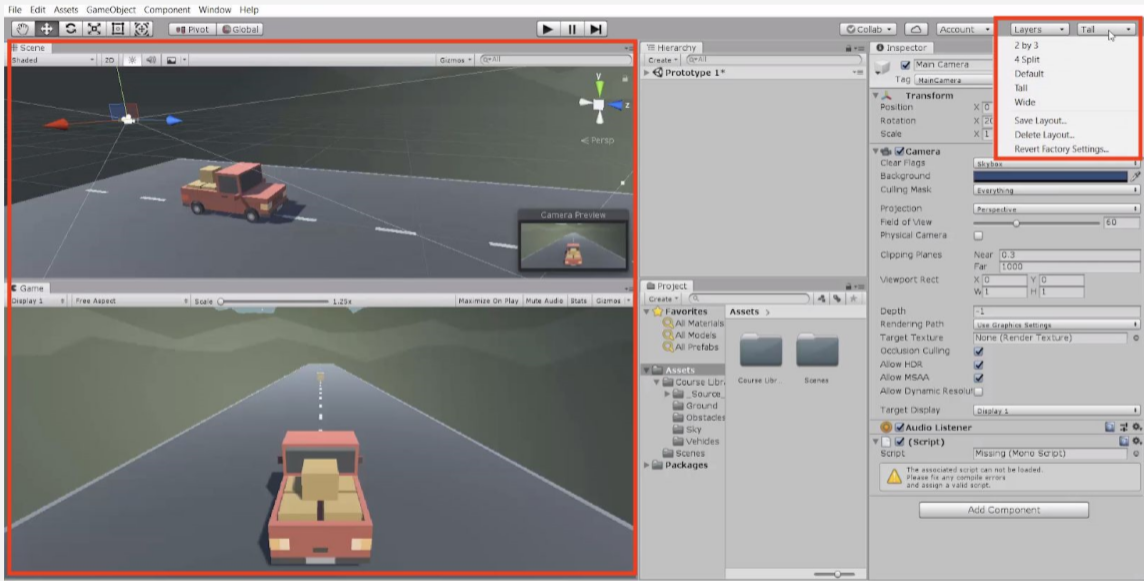 File Edit Assets GameObject Component Window Help
Pivot Global Collab Account Layers Tall
Scene
Shaded 2D Gizmos All
y
z
Persp
Camera Preview
Game
Display 1 Free Aspect Scale 1.25x Maximize On Play Mute Audio Stats Gizmos
Hierarchy
Create All
Prototype 1*
Project
Create
Favorites
All Materials
All Models
All Prefabs
Assets
Course Libr
_Source_
Ground
Obstacles
Sky
Vehicles
Scenes
Packages
Assets >
Course Libr...
Scenes
Inspector
Main Camera
Tag MainCamera
Transform
Position X 0
Rotation X 20
Scale X 1
2 by 3
4 Split
Default
Tall
Wide
Save Layout...
Delete Layout...
Revert Factory Settings...
Camera
Clear Flags Skybox
Background
Culling Mask Everything
Projection Perspective
Field of View 60
Physical Camera
Clipping Planes Near 0.3
Far 1000
Viewport Rect X 0 Y 0
W 1 H 1
Depth -1
Rendering Path Use Graphics Settings
Target Texture None (Render Texture)
Occlusion Culling
Allow HDR
Allow MSAA
Allow Dynamic Resolut
Target Display Display 1
Audio Listener
(Script)
Script Missing (Mono Script)
The associated script can not be loaded.
Please fix any compile errors
and assign a valid script.
Add Component